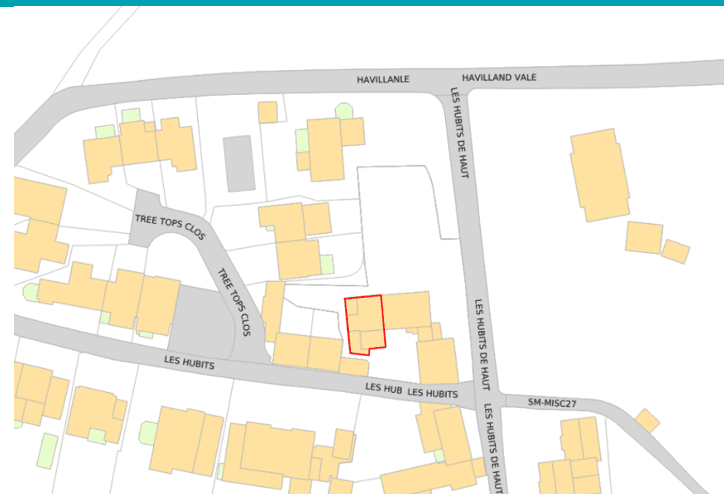 HAVILLANLE
HAVILLAND VALE
LES HUBITS DE HAUT
TREE TOPS CLOS
TREE TOPS CLOS
LES HUBITS DE HAUT
LES HUBITS
LES HUB LES HUBITS
SM-MISC27
LES HUBITS DE HAUT